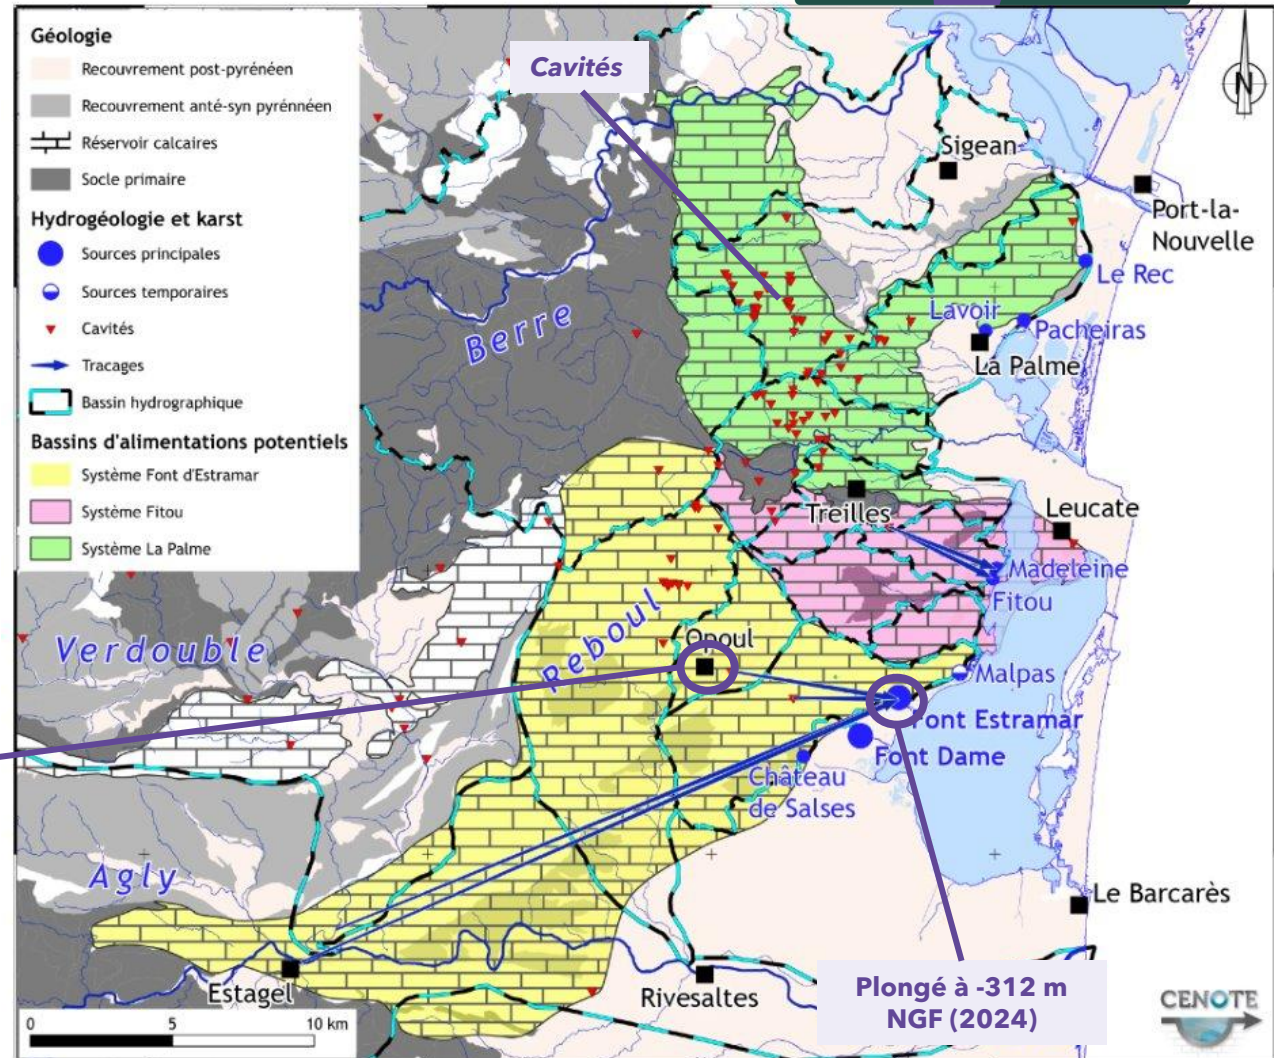 Géologie
Recouvrement post-pyrénéen
Recouvrement anté-syn pyrénnéen
Réservoir calcaires
Socle primaire
Hydrogéologie et karst
Sources principales
Sources temporaires
Cavités
Tracages
Bassin hydrographique
Bassins d'alimentations potentiels
Système Font d'Estramar
Système Fitou
Système La Palme
Cavités
N
Sigean
Port-la-
Nouvelle
Le Rec
Lavoir
Pacheiras
La Palme
Berre
Treilles
Leucate
Madeleine
Fitou
Verdouble
Reboul
Opoul
Malpas
Font Estramar
Font Dame
Château
de Salses
Agly
Le Barcarès
Estagel
Rivesaltes
Plongé à -312 m
NGF (2024)
0 5 10 km
CENOTE